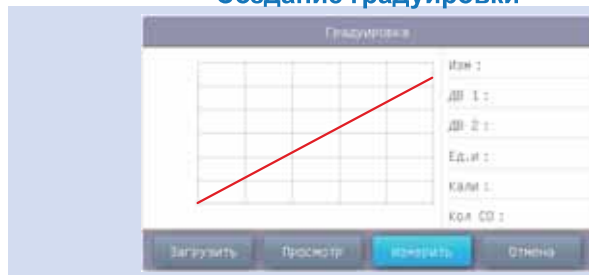 Создание градуировки
Градуировка
Изм :
ДВ 1 :
ДВ 2 :
Ед.и :
Кали :
Кол СО :
Загрузить Просмотр Измерить Отмена